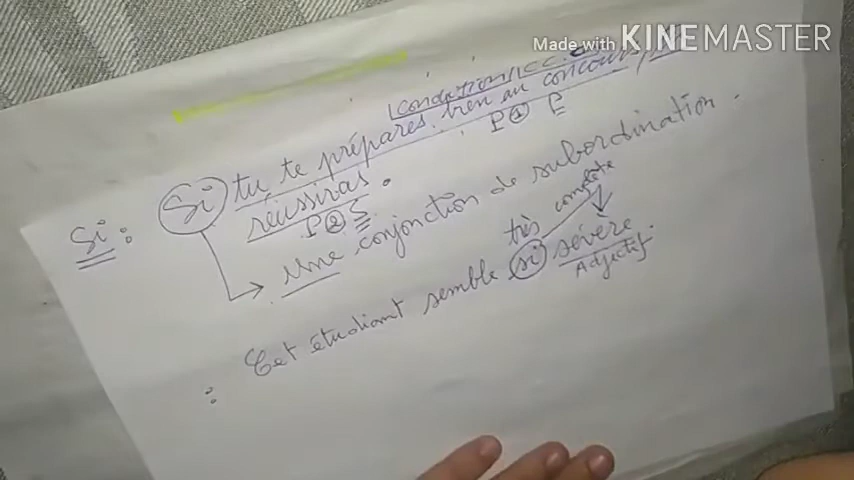 Made with KINEMASTER
(condition) (C.C.
Si: Si tu te prépares bien au concours,
P① P
réussiras.
P② S
Une conjonction de subordination.
très complète
: Cet étudiant semble si sévère.
Adjectif